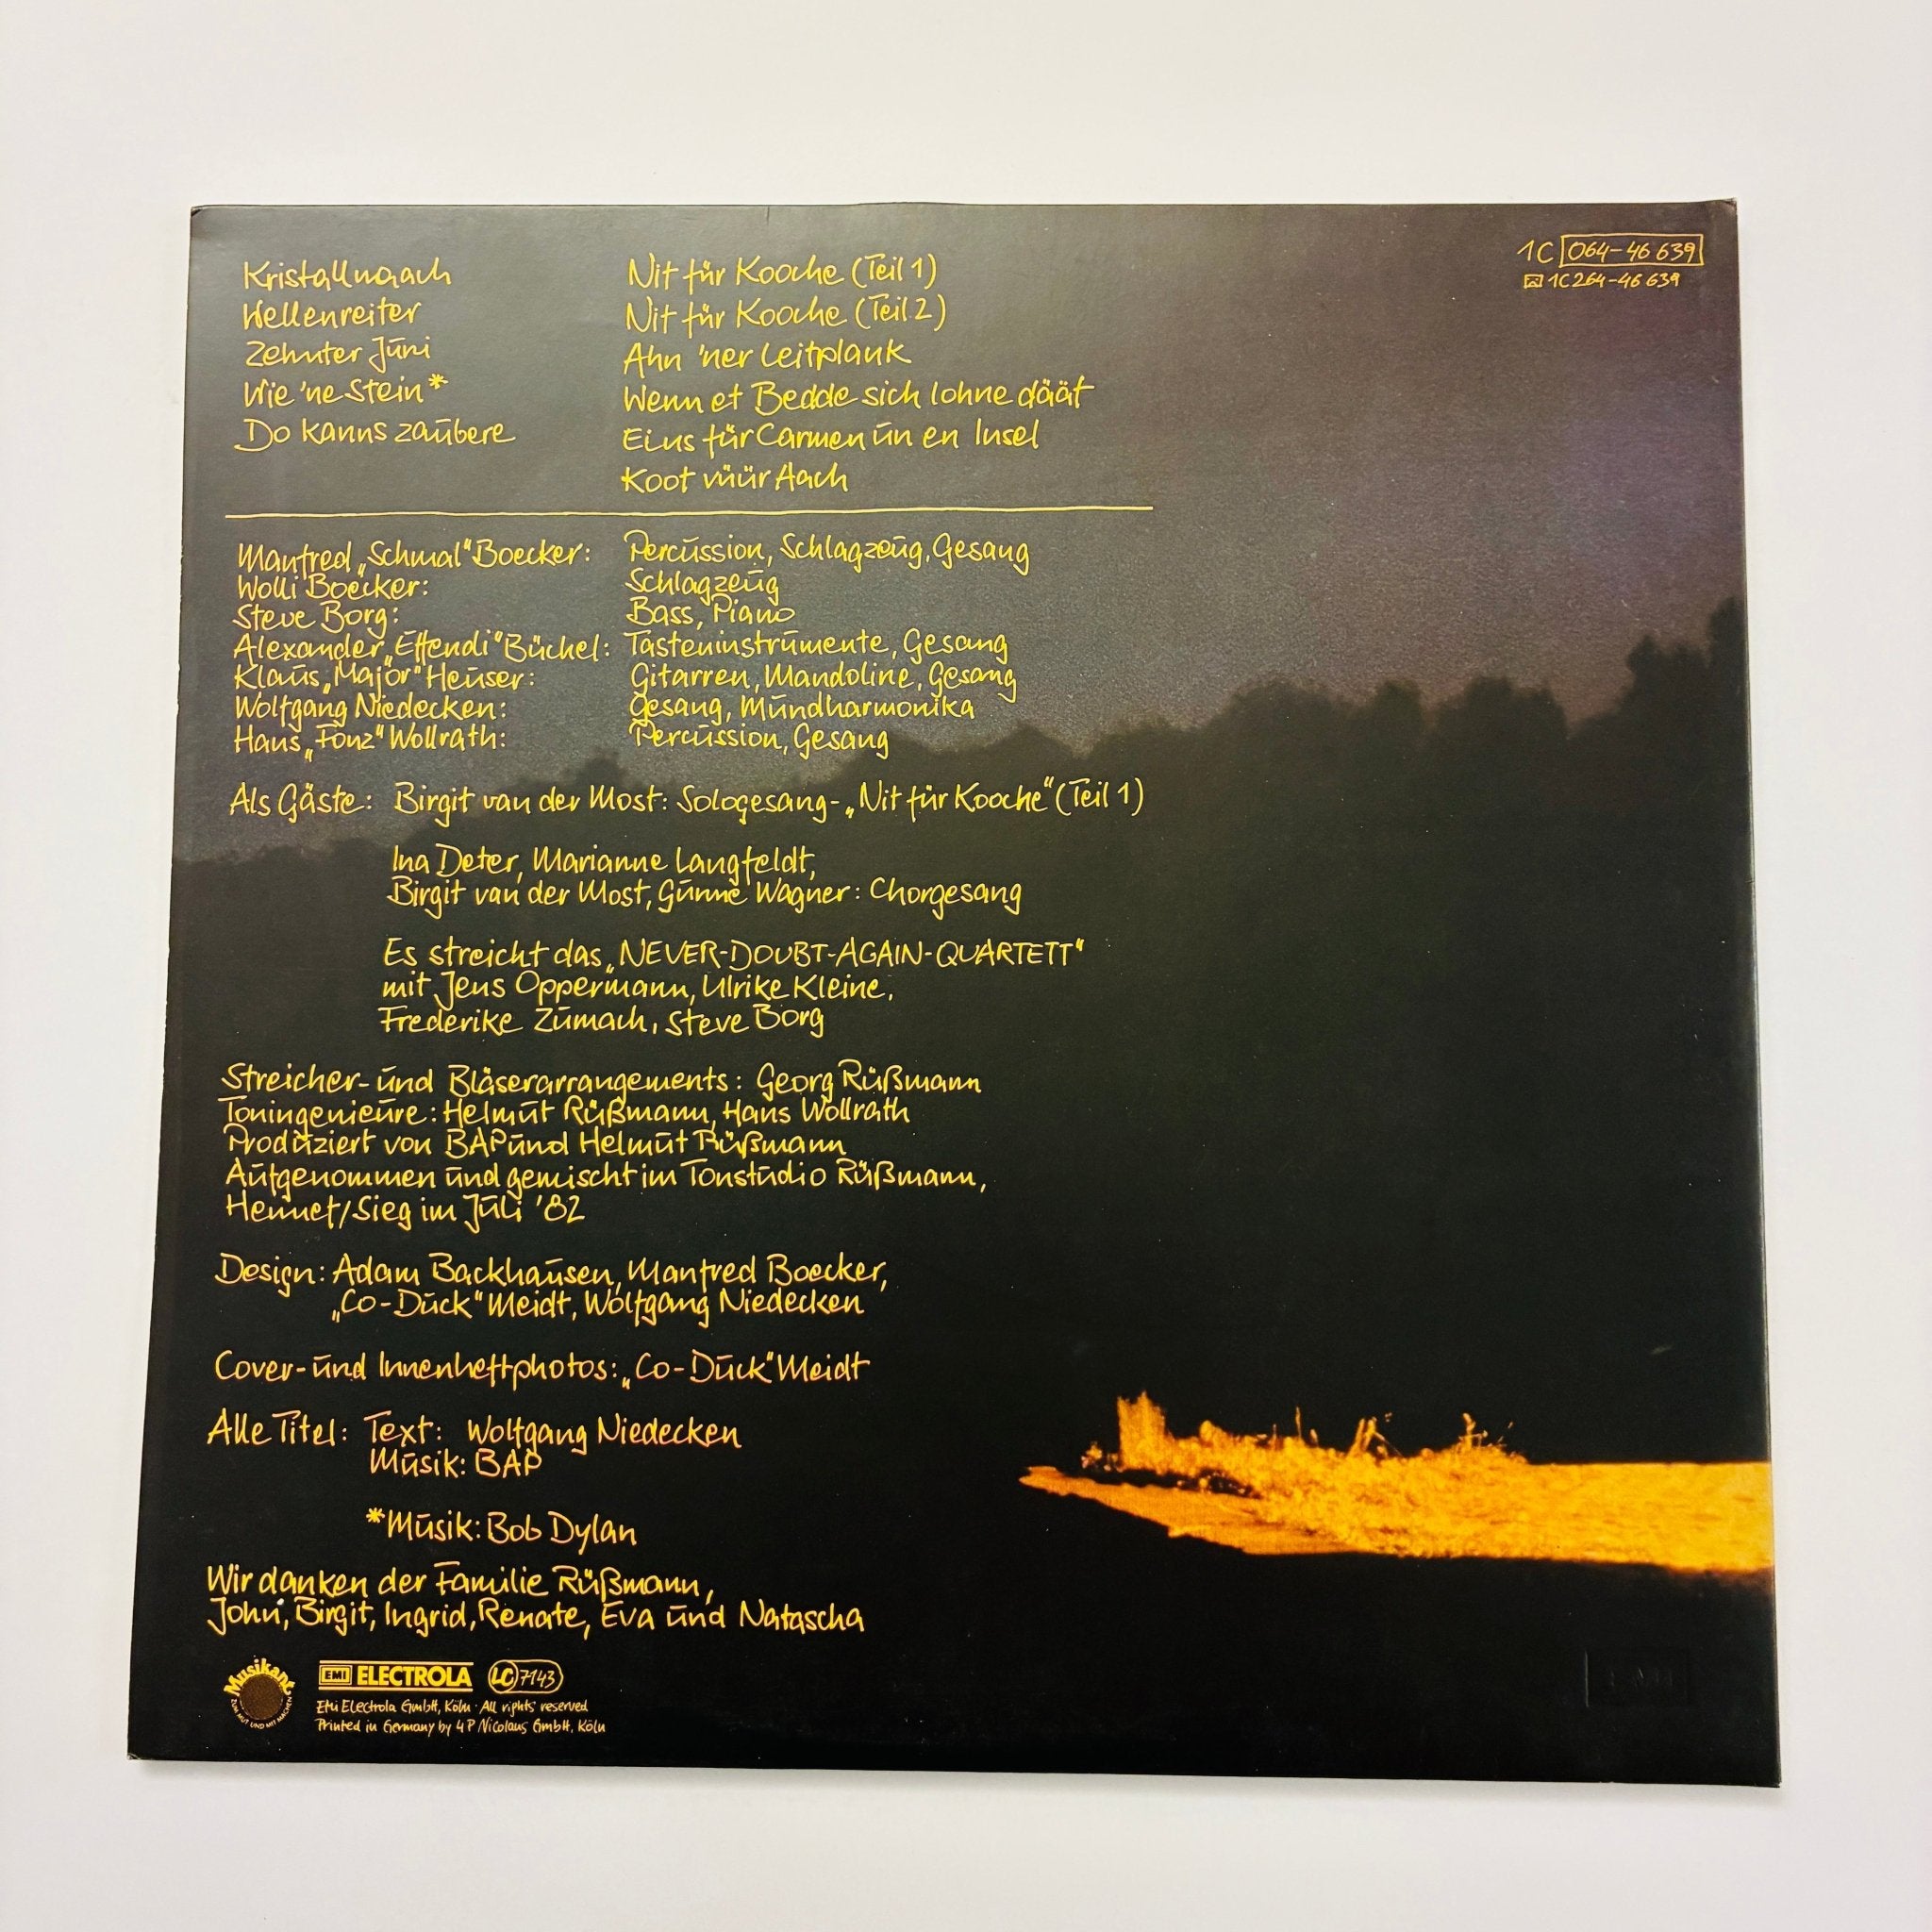 1C 064-46 639
1C 264-46 639
Kristallnaach
Wellenreiter
Zehnter Juni
Wie 'ne Stein*
Do kanns zaubere
Nit für Kooche (Teil 1)
Nit für Kooche (Teil 2)
Ahn 'ner Leitplank
Wenn et Bedde sich lohne däät
Eins für Carmen un en Insel
Koot vüür Aach
Manfred „Schmal“ Boecker: Percussion, Schlagzeug, Gesang
Wolli Boecker: Schlagzeug
Steve Borg: Bass, Piano
Alexander „Effendi“ Büchel: Tasteninstrumente, Gesang
Klaus „Major“ Heuser: Gitarren, Mandoline, Gesang
Wolfgang Niedecken: Gesang, Mundharmonika
Hans „Fonz“ Wollrath: Percussion, Gesang
Als Gäste: Birgit van der Most: Sologesang - „Nit für Kooche“ (Teil 1)
Ina Deter, Marianne Langfeldt,
Birgit van der Most, Gunne Wagner: Chorgesang
Es streicht das „NEVER-DOUBT-AGAIN-QUARTETT“
mit Jens Oppermann, Ulrike Kleine,
Frederike Zumach, Steve Borg
Streicher- und Bläserarrangements: Georg Rüßmann
Toningenieure: Helmut Rüßmann, Hans Wollrath
Produziert von BAP und Helmut Rüßmann
Aufgenommen und gemischt im Tonstudio Rüßmann,
Hennef/Sieg im Juli '82
Design: Adam Backhausen, Manfred Boecker,
„Co-Duck“ Meidt, Wolfgang Niedecken
Cover- und Innenheftphotos: „Co-Duck“ Meidt
Alle Titel: Text: Wolfgang Niedecken
Musik: BAP
*Musik: Bob Dylan
Wir danken der Familie Rüßmann,
John, Birgit, Ingrid, Renate, Eva und Natascha
Musikant
ZUM MUT UND MIT MACHEN
EMI ELECTROLA LC 7143
EMI Electrola GmbH, Köln · All rights reserved
Printed in Germany by 4P Nicolaus GmbH, Köln